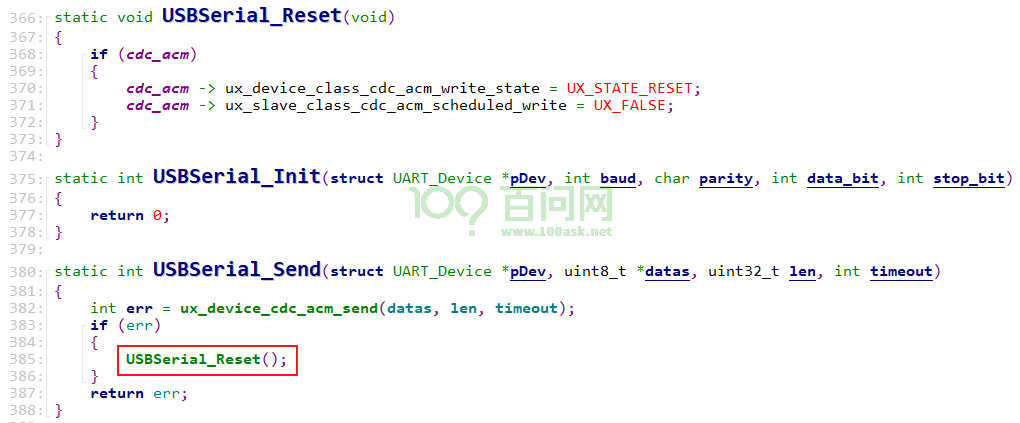 366: static void USBSerial_Reset(void)
367: {
368: if (cdc_acm)
369: {
370: cdc_acm -> ux_device_class_cdc_acm_write_state = UX_STATE_RESET;
371: cdc_acm -> ux_slave_class_cdc_acm_scheduled_write = UX_FALSE;
372: }
373: }
374:
375: static int USBSerial_Init(struct UART_Device *pDev, int baud, char parity, int data_bit, int stop_bit)
376: {
377: return 0;
378: }
379:
380: static int USBSerial_Send(struct UART_Device *pDev, uint8_t *datas, uint32_t len, int timeout)
381: {
382: int err = ux_device_cdc_acm_send(datas, len, timeout);
383: if (err)
384: {
385: USBSerial_Reset();
386: }
387: return err;
388: }
100 百问网
www.100ask.net